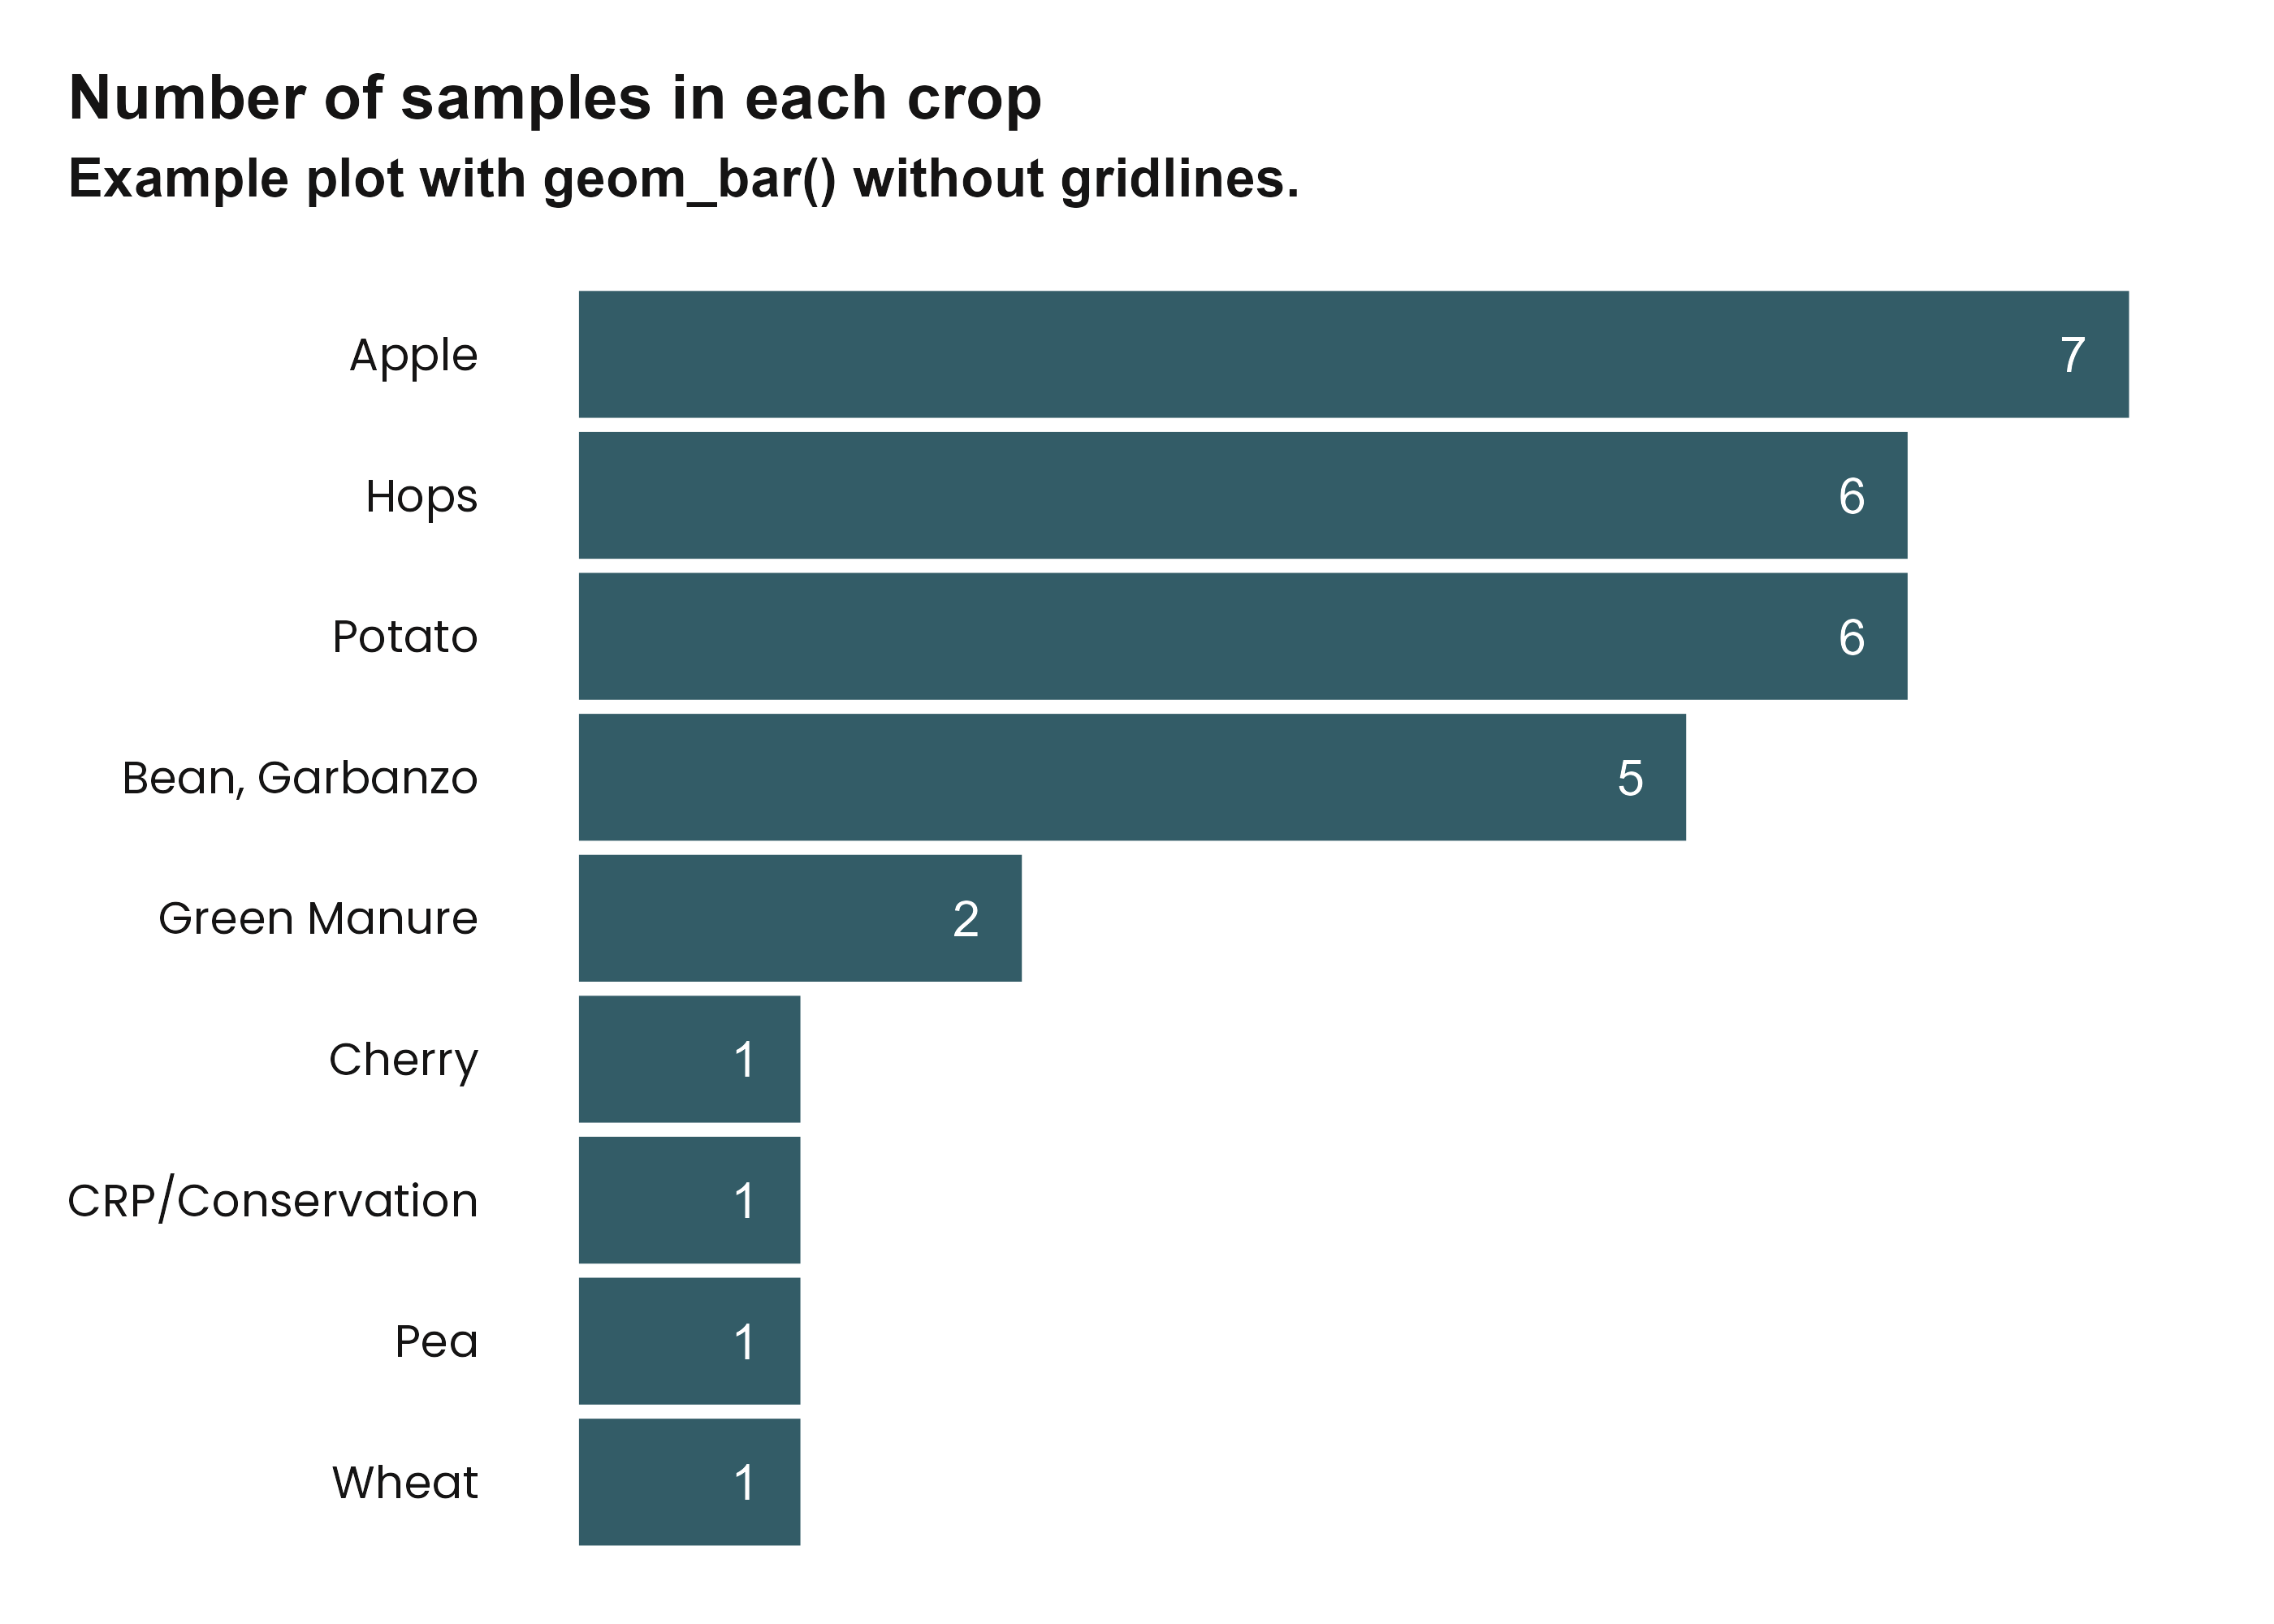 Number of samples in each crop
Example plot with geom_bar() without gridlines.
Apple 7
Hops 6
Potato 6
Bean, Garbanzo 5
Green Manure 2
Cherry 1
CRP/Conservation 1
Pea 1
Wheat 1